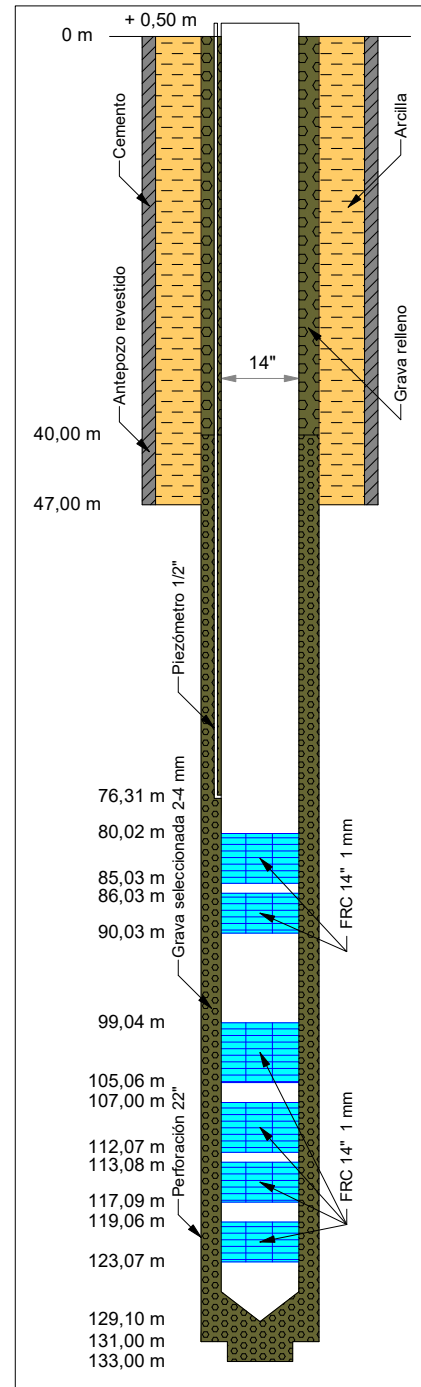 + 0,50 m
0 m
Cemento
Arcilla
Antepozo revestido
Grava relleno
14"
40,00 m
47,00 m
Piezómetro 1/2"
76,31 m
80,02 m
85,03 m
86,03 m
90,03 m
FRC 14" 1 mm
Grava seleccionada 2-4 mm
99,04 m
105,06 m
107,00 m
112,07 m
113,08 m
117,09 m
119,06 m
123,07 m
FRC 14" 1 mm
Perforación 22"
129,10 m
131,00 m
133,00 m